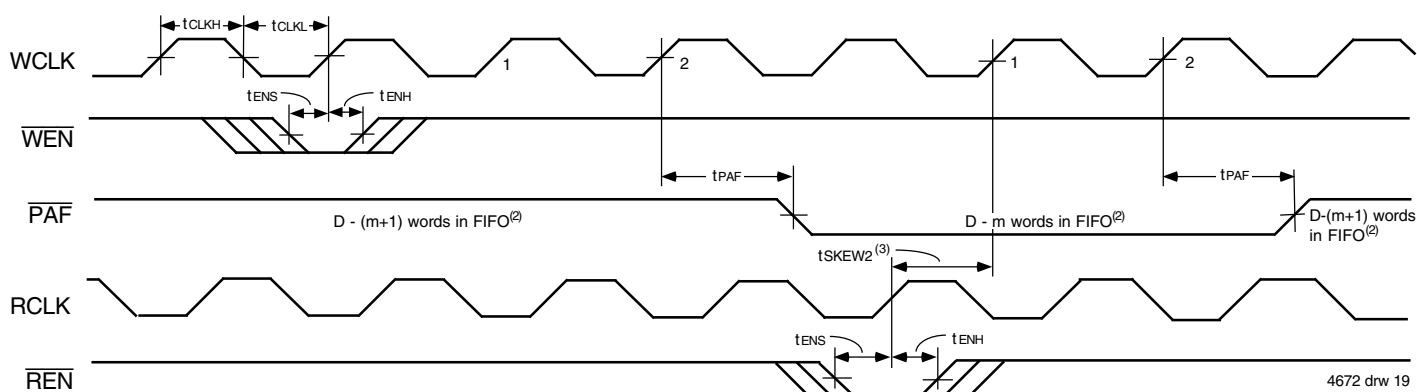 tCLKH tCLKL
WCLK 1 2 1 2
tENS tENH
WEN
tPAF tPAF
PAF D - (m+1) words in FIFO(2) D - m words in FIFO(2) D-(m+1) words
in FIFO(2)
tSKEW2(3)
RCLK
tENS tENH
REN
4672 drw 19